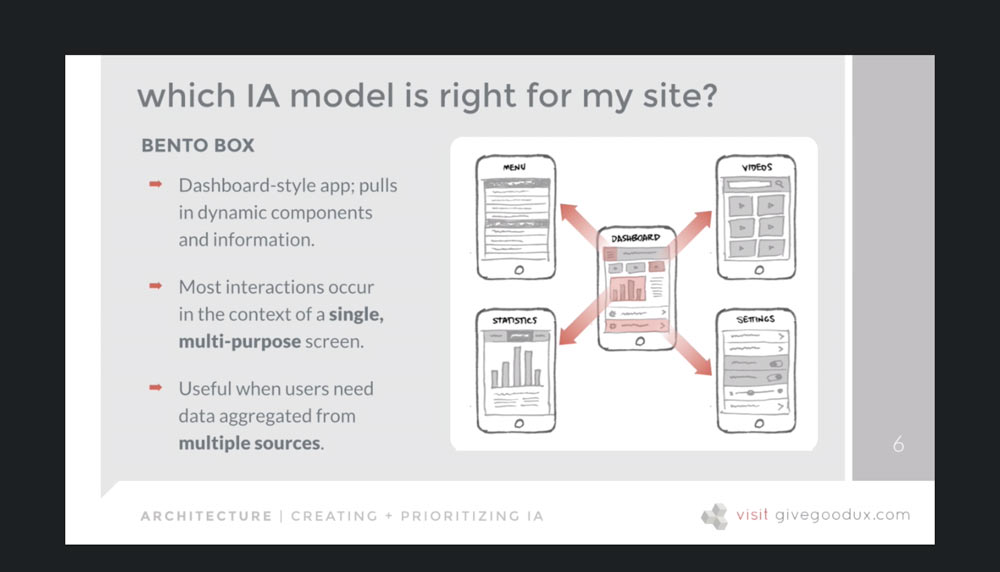 which IA model is right for my site?
BENTO BOX
Dashboard-style app; pulls
in dynamic components
and information.
Most interactions occur
in the context of a single,
multi-purpose screen.
Useful when users need
data aggregated from
multiple sources.
MENU
VIDEOS
DASHBOARD
STATISTICS
SETTINGS
6
ARCHITECTURE | CREATING + PRIORITIZING IA
visit givegoodux.com